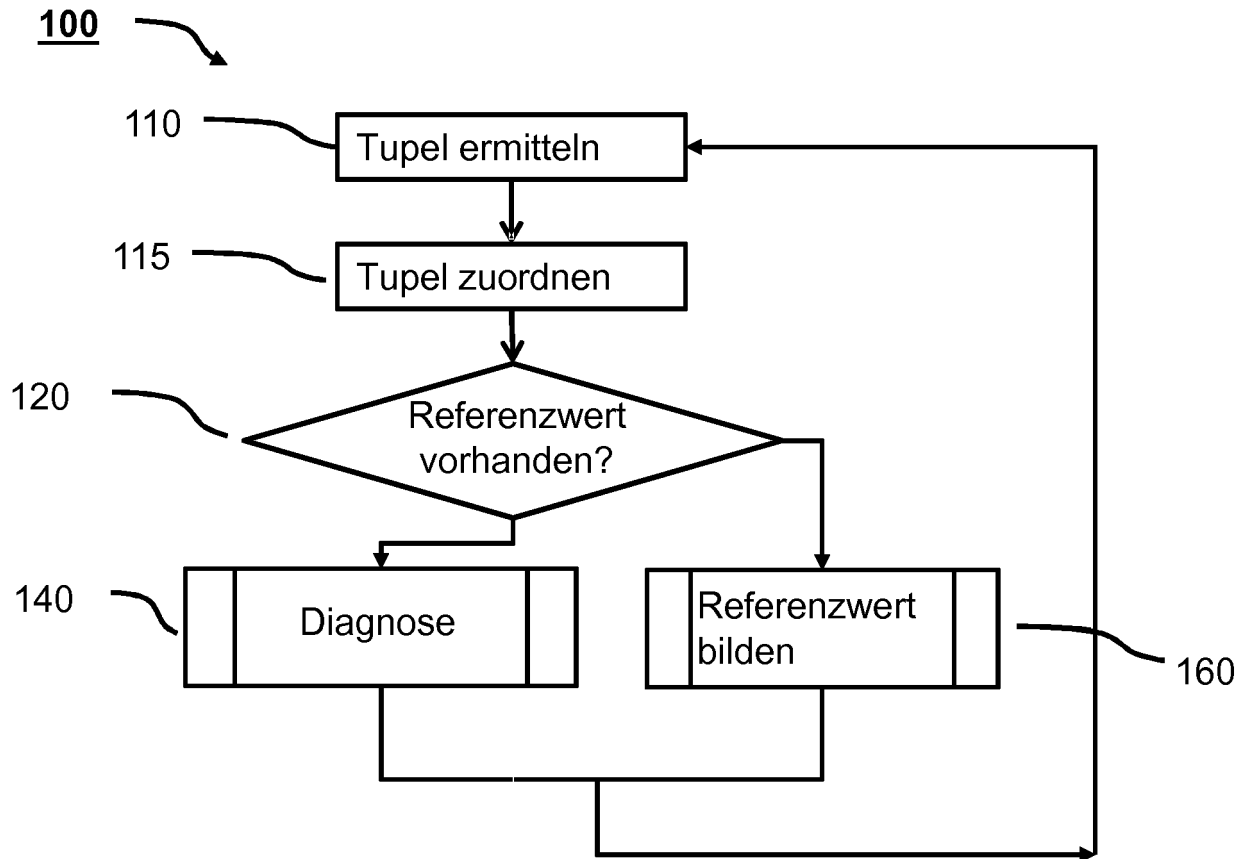 100
110
Tupel ermitteln
115
Tupel zuordnen
120
Referenzwert
vorhanden?
140
Diagnose
Referenzwert
bilden
160